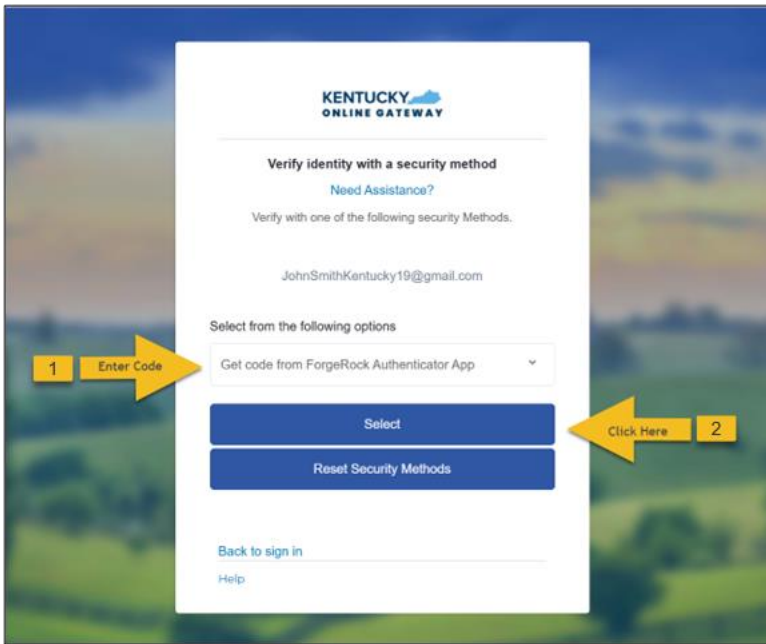 KENTUCKY
ONLINE GATEWAY
Verify identity with a security method
Need Assistance?
Verify with one of the following security Methods.
JohnSmithKentucky19@gmail.com
Select from the following options
1 Enter Code
Get code from ForgeRock Authenticator App
Select
Click Here 2
Reset Security Methods
Back to sign in
Help